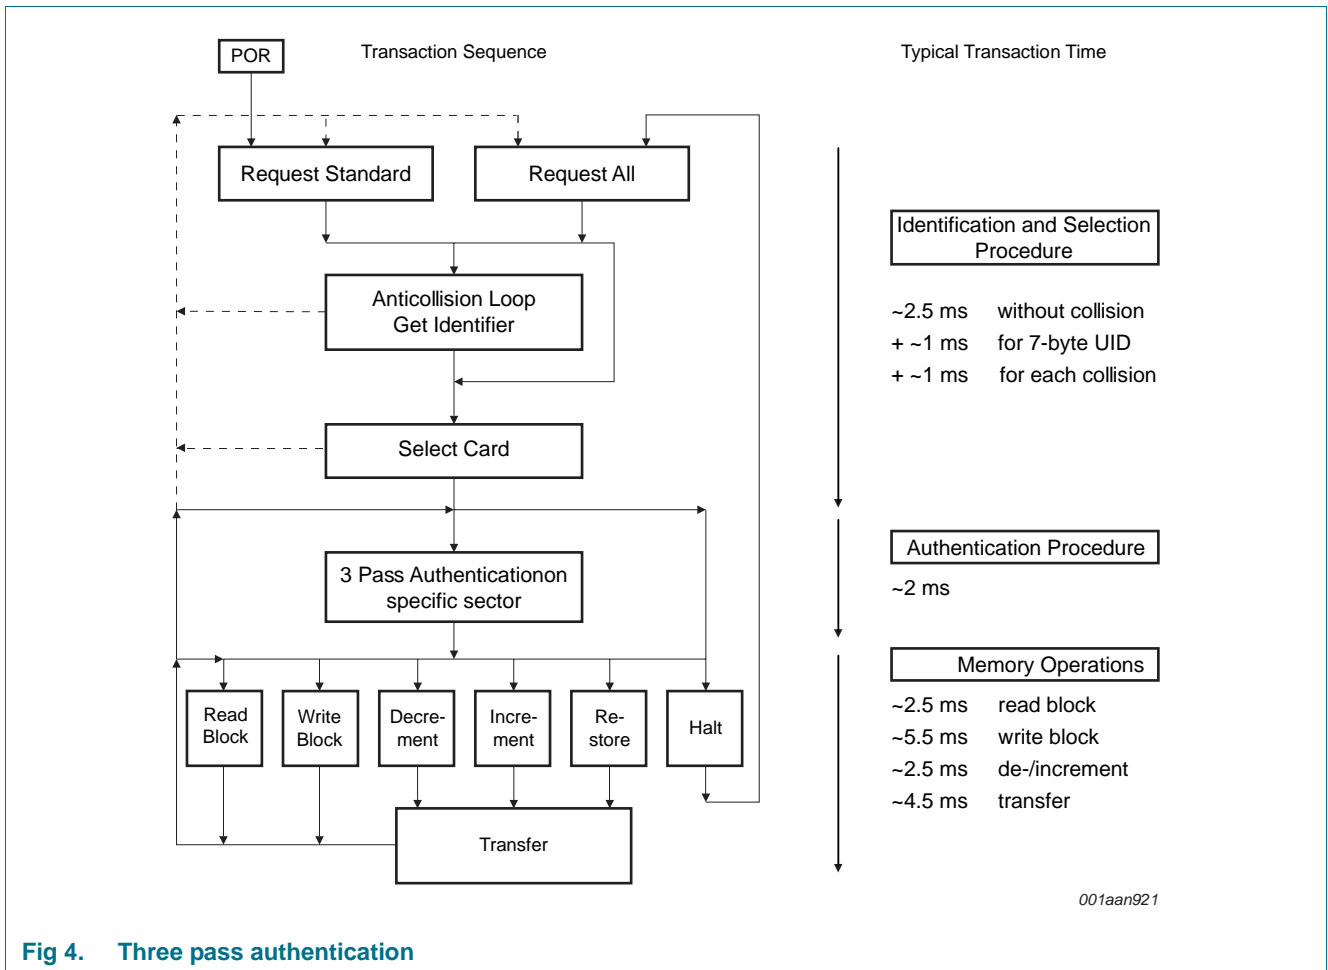 POR
Transaction Sequence
Typical Transaction Time
Request Standard
Request All
Identification and Selection
Procedure
Anticollision Loop
Get Identifier
~2.5 ms without collision
+ ~1 ms for 7-byte UID
+ ~1 ms for each collision
Select Card
Authentication Procedure
3 Pass Authenticationon
specific sector
~2 ms
Memory Operations
Read
Block
Write
Block
Decre-
ment
Incre-
ment
Re-
store
Halt
~2.5 ms read block
~5.5 ms write block
~2.5 ms de-/increment
~4.5 ms transfer
Transfer
001aan921
Fig 4. Three pass authentication